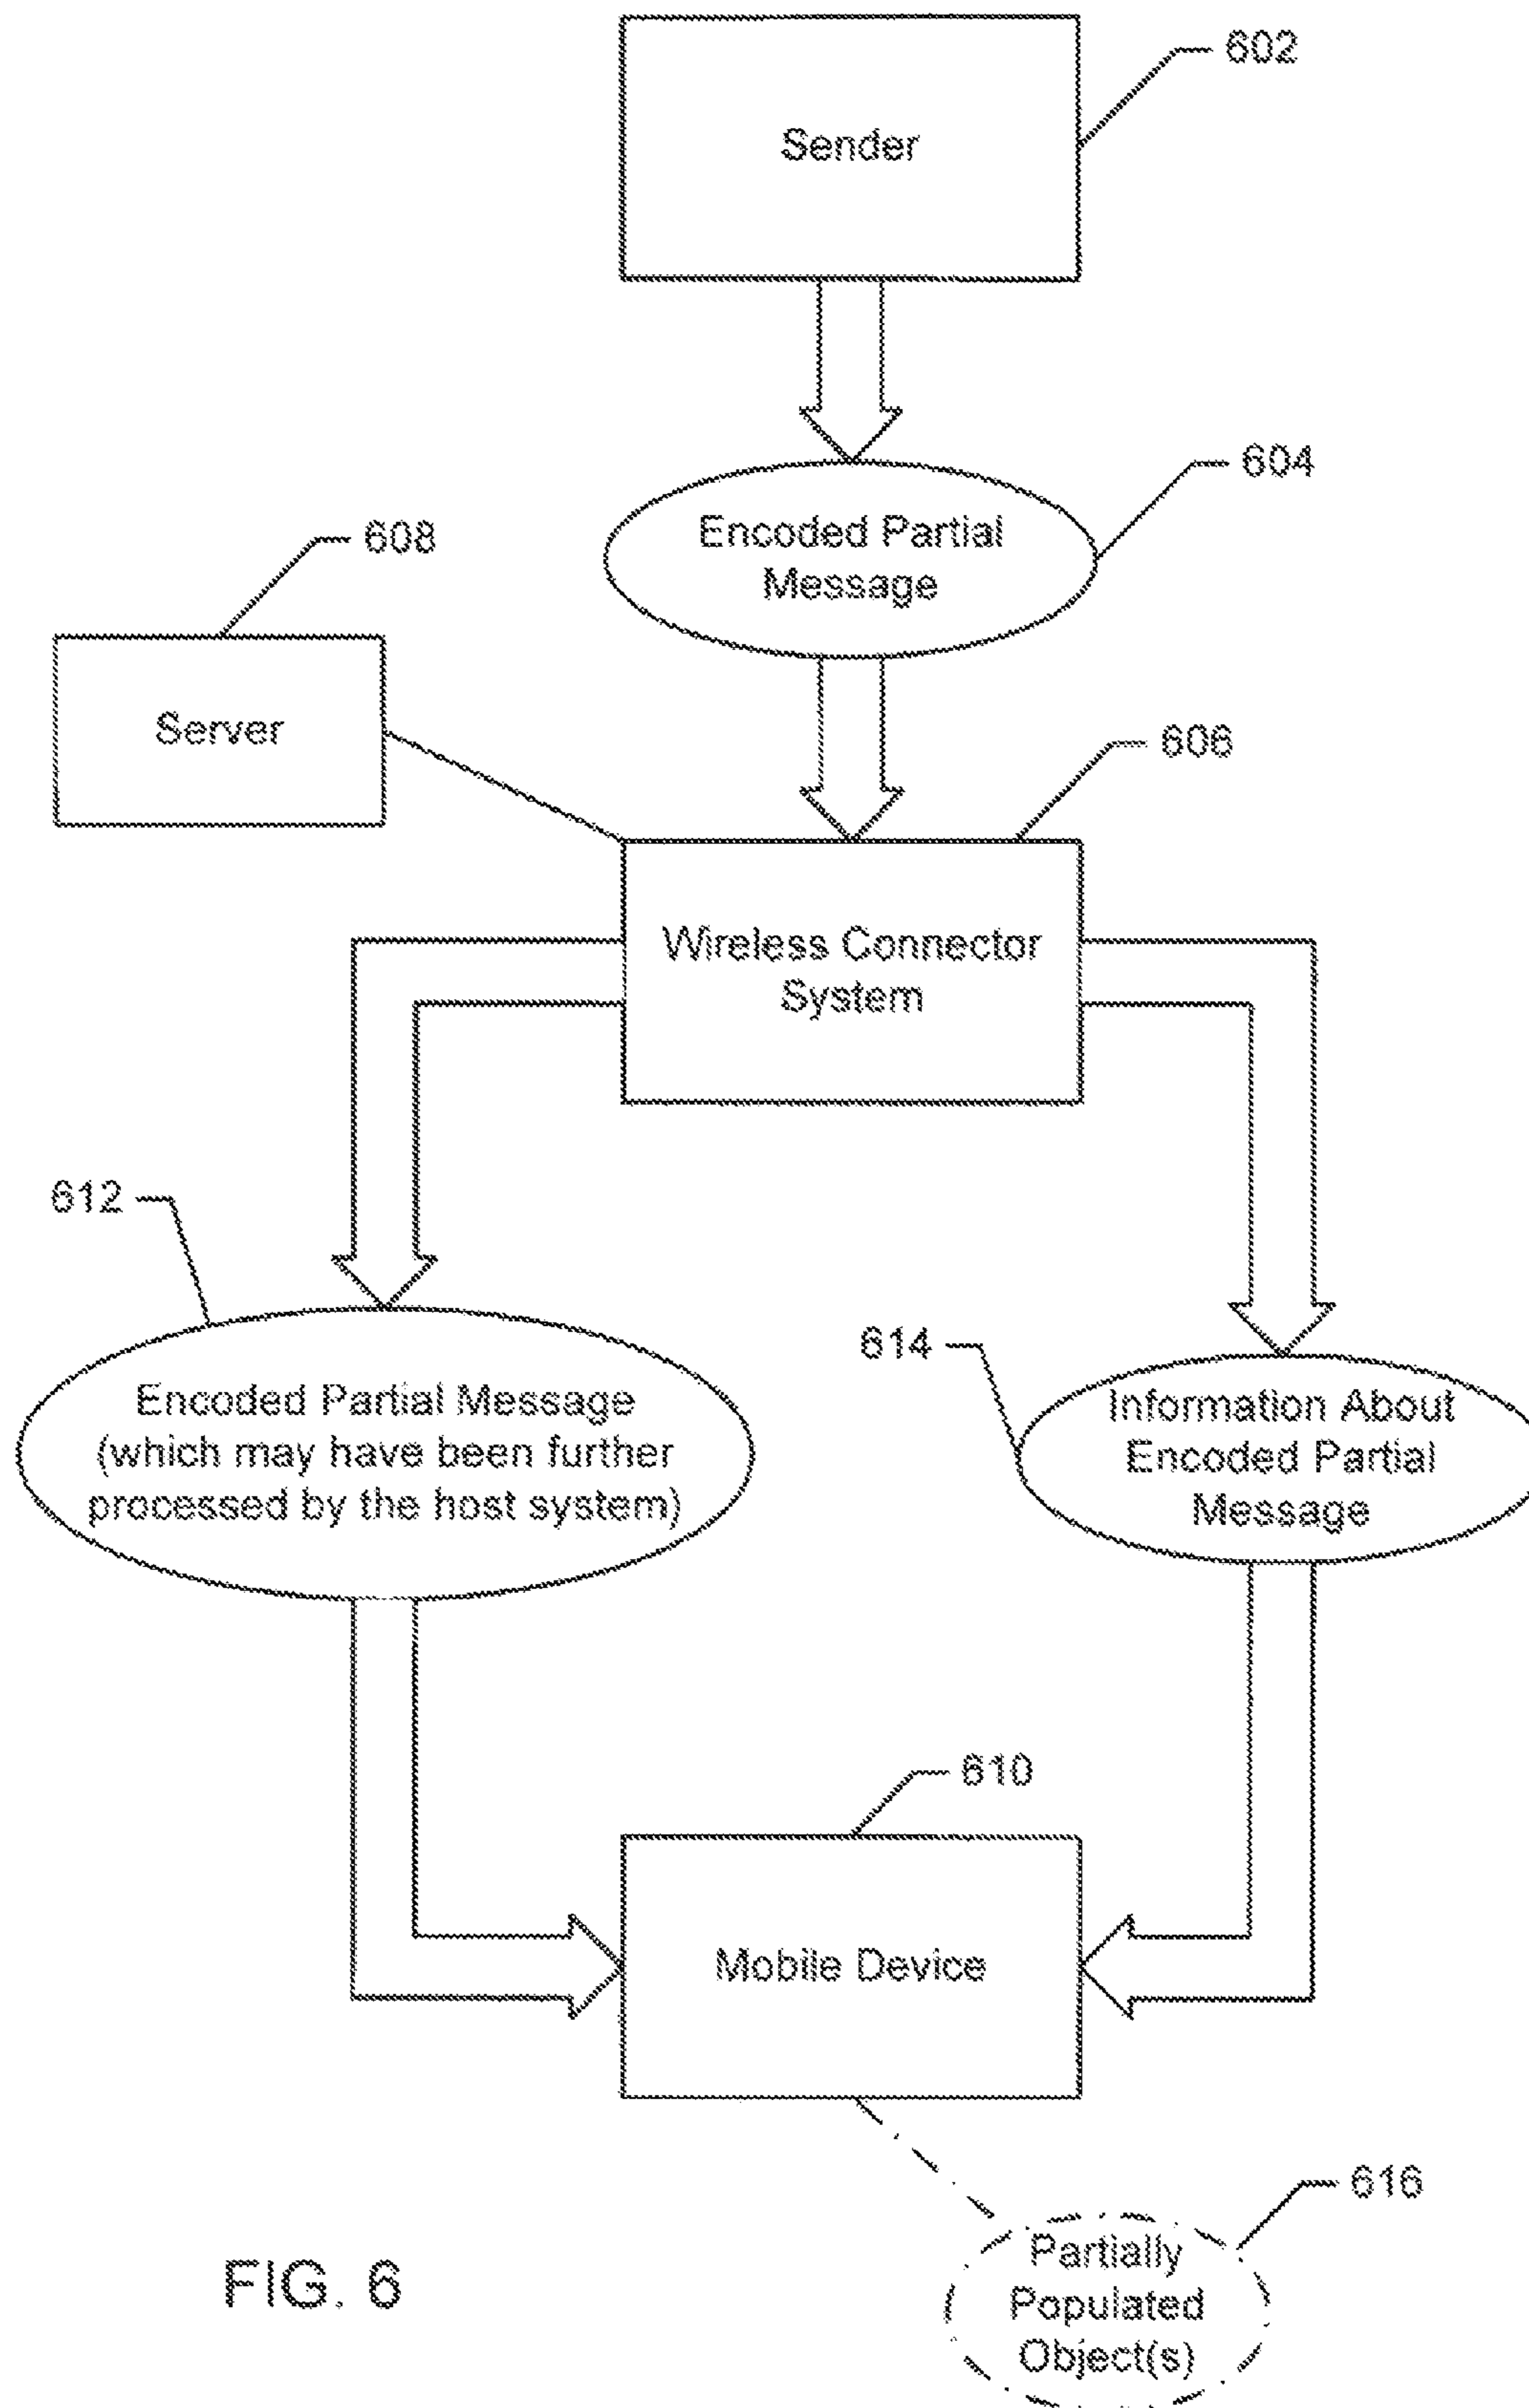 602
Sender
604
Encoded Partial
Message
608
Server
606
Wireless Connector
System
612
Encoded Partial Message
(which may have been further
processed by the host system)
614
Information About
Encoded Partial
Message
610
Mobile Device
616
Partially
Populated
Object(s)
FIG. 6